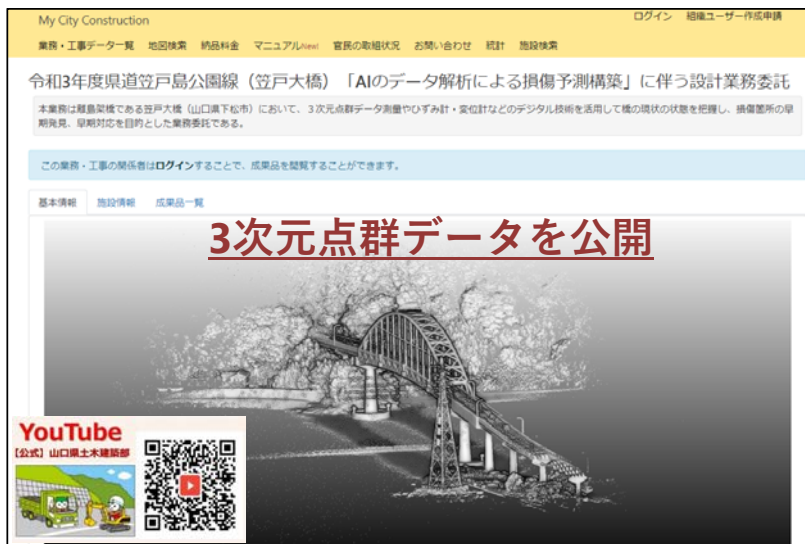 My City Construction
ログイン 組織ユーザー作成申請
業務・工事データ一覧 地図検索 納品料金 マニュアルNew! 官民の取組状況 お問い合わせ 統計 施設検索
令和3年度県道笠戸島公園線（笠戸大橋）「AIのデータ解析による損傷予測構築」に伴う設計業務委託
本業務は離島架橋である笠戸大橋（山口県下松市）において、3次元点群データ測量やひずみ計・変位計などのデジタル技術を活用して橋の現状の状態を把握し、損傷箇所の早
期発見、早期対応を目的とした業務委託である。
この業務・工事の関係者はログインすることで、成果品を閲覧することができます。
基本情報 施設情報 成果品一覧
3次元点群データを公開
YouTube
【公式】山口県土木建築部